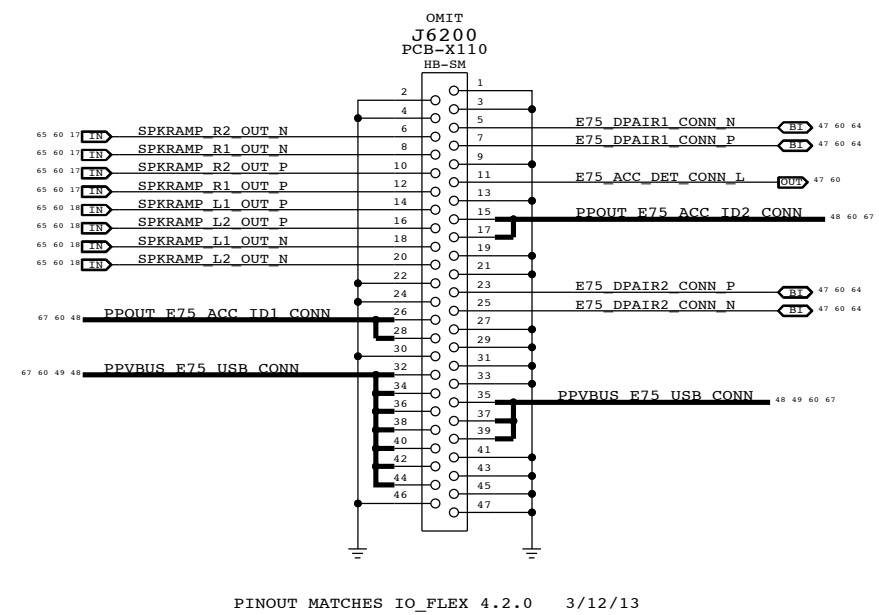 OMIT
J6200
PCB-X110
HB-SM
1
2
3
4
5 E75_DPAIR1_CONN_N BI 47 60 64
65 60 17 IN SPKRAMP_R2_OUT_N 6
7 E75_DPAIR1_CONN_P BI 47 60 64
65 60 17 IN SPKRAMP_R1_OUT_N 8
9
65 60 17 IN SPKRAMP_R2_OUT_P 10
11 E75_ACC_DET_CONN_L OUT 47 60
65 60 17 IN SPKRAMP_R1_OUT_P 12
13
65 60 18 IN SPKRAMP_L1_OUT_P 14
15 PPOUT_E75_ACC_ID2_CONN 48 60 67
65 60 18 IN SPKRAMP_L2_OUT_P 16
17
65 60 18 IN SPKRAMP_L1_OUT_N 18
19
65 60 18 IN SPKRAMP_L2_OUT_N 20
21
22
23 E75_DPAIR2_CONN_P BI 47 60 64
24
25 E75_DPAIR2_CONN_N BI 47 60 64
67 60 48 PPOUT_E75_ACC_ID1_CONN 26
27
28
29
30
31
67 60 49 48 PPVBUS_E75_USB_CONN 32
33
34
35 PPVBUS_E75_USB_CONN 48 49 60 67
36
37
38
39
40
41
42
43
44
45
46
47
PINOUT MATCHES IO_FLEX 4.2.0 3/12/13